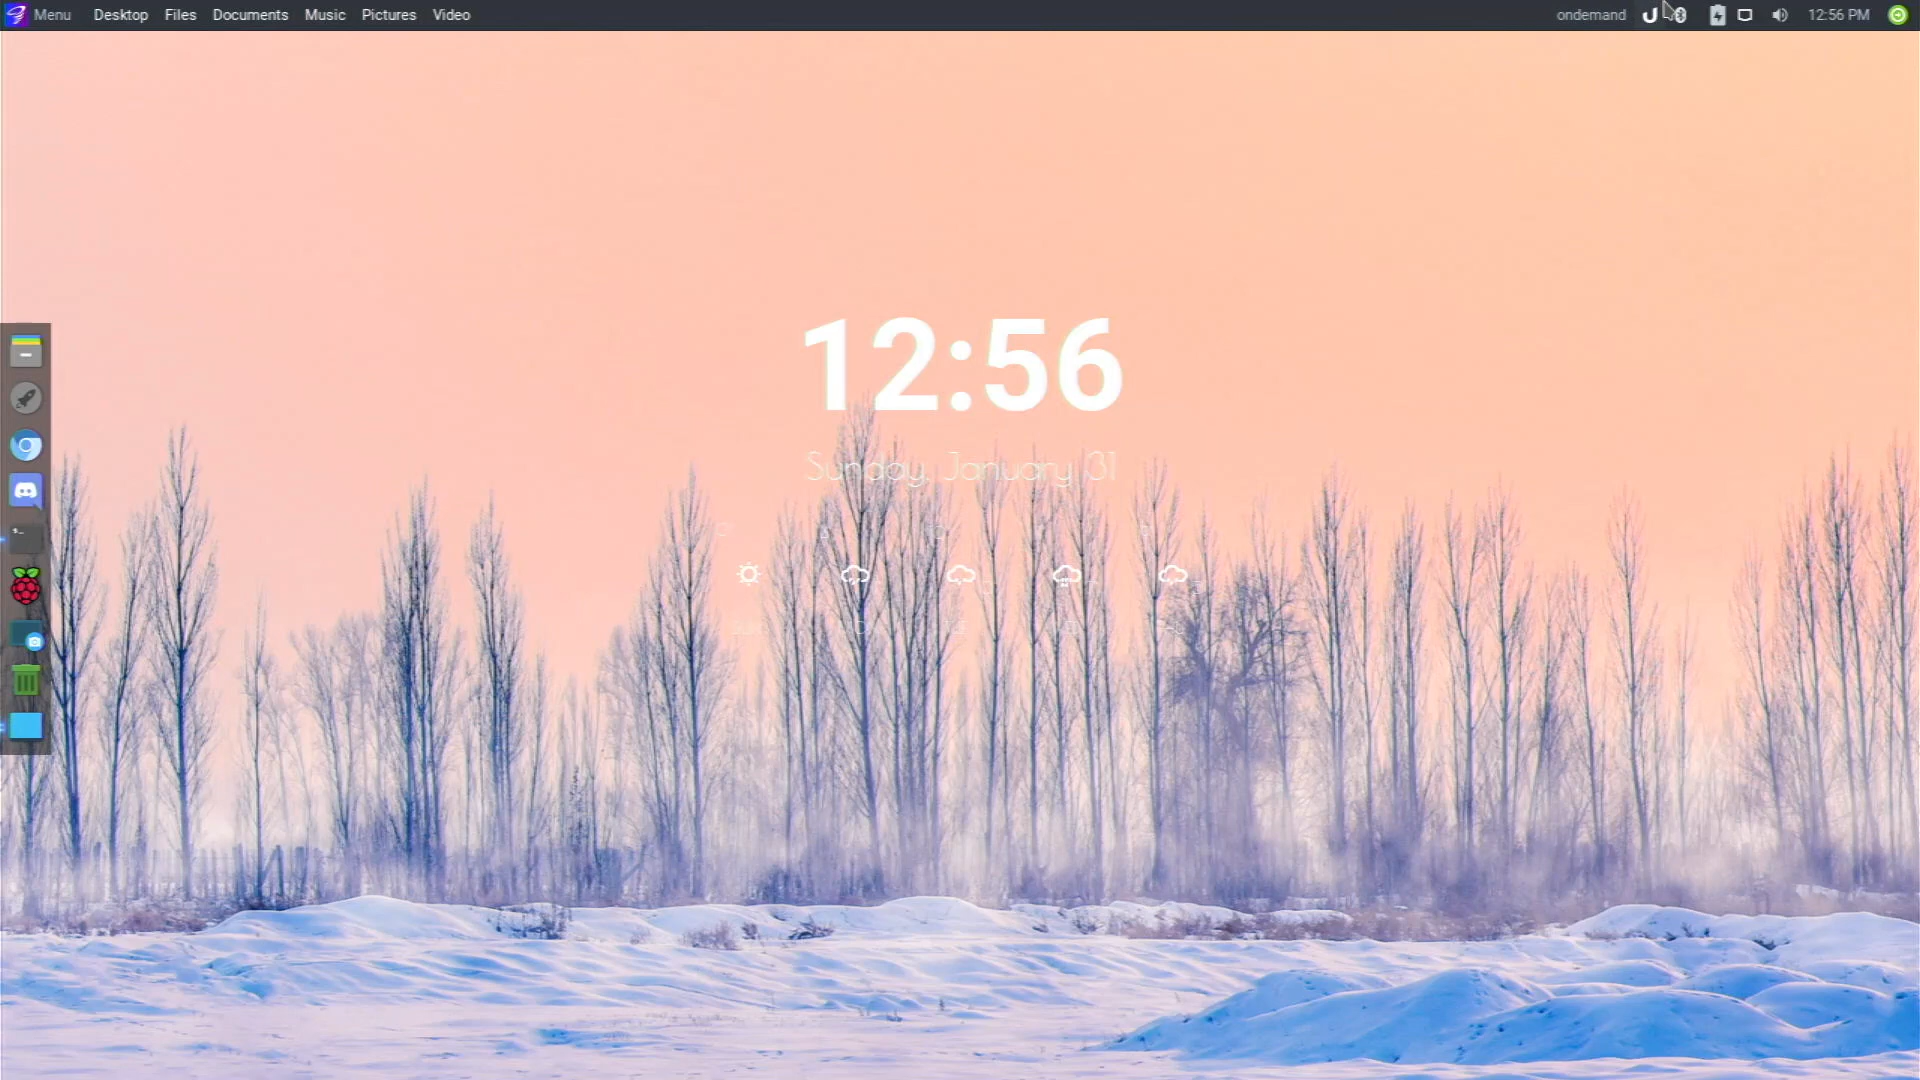 Menu Desktop Files Documents Music Pictures Video ondemand 12:56 PM
12:56
Sunday, January 31